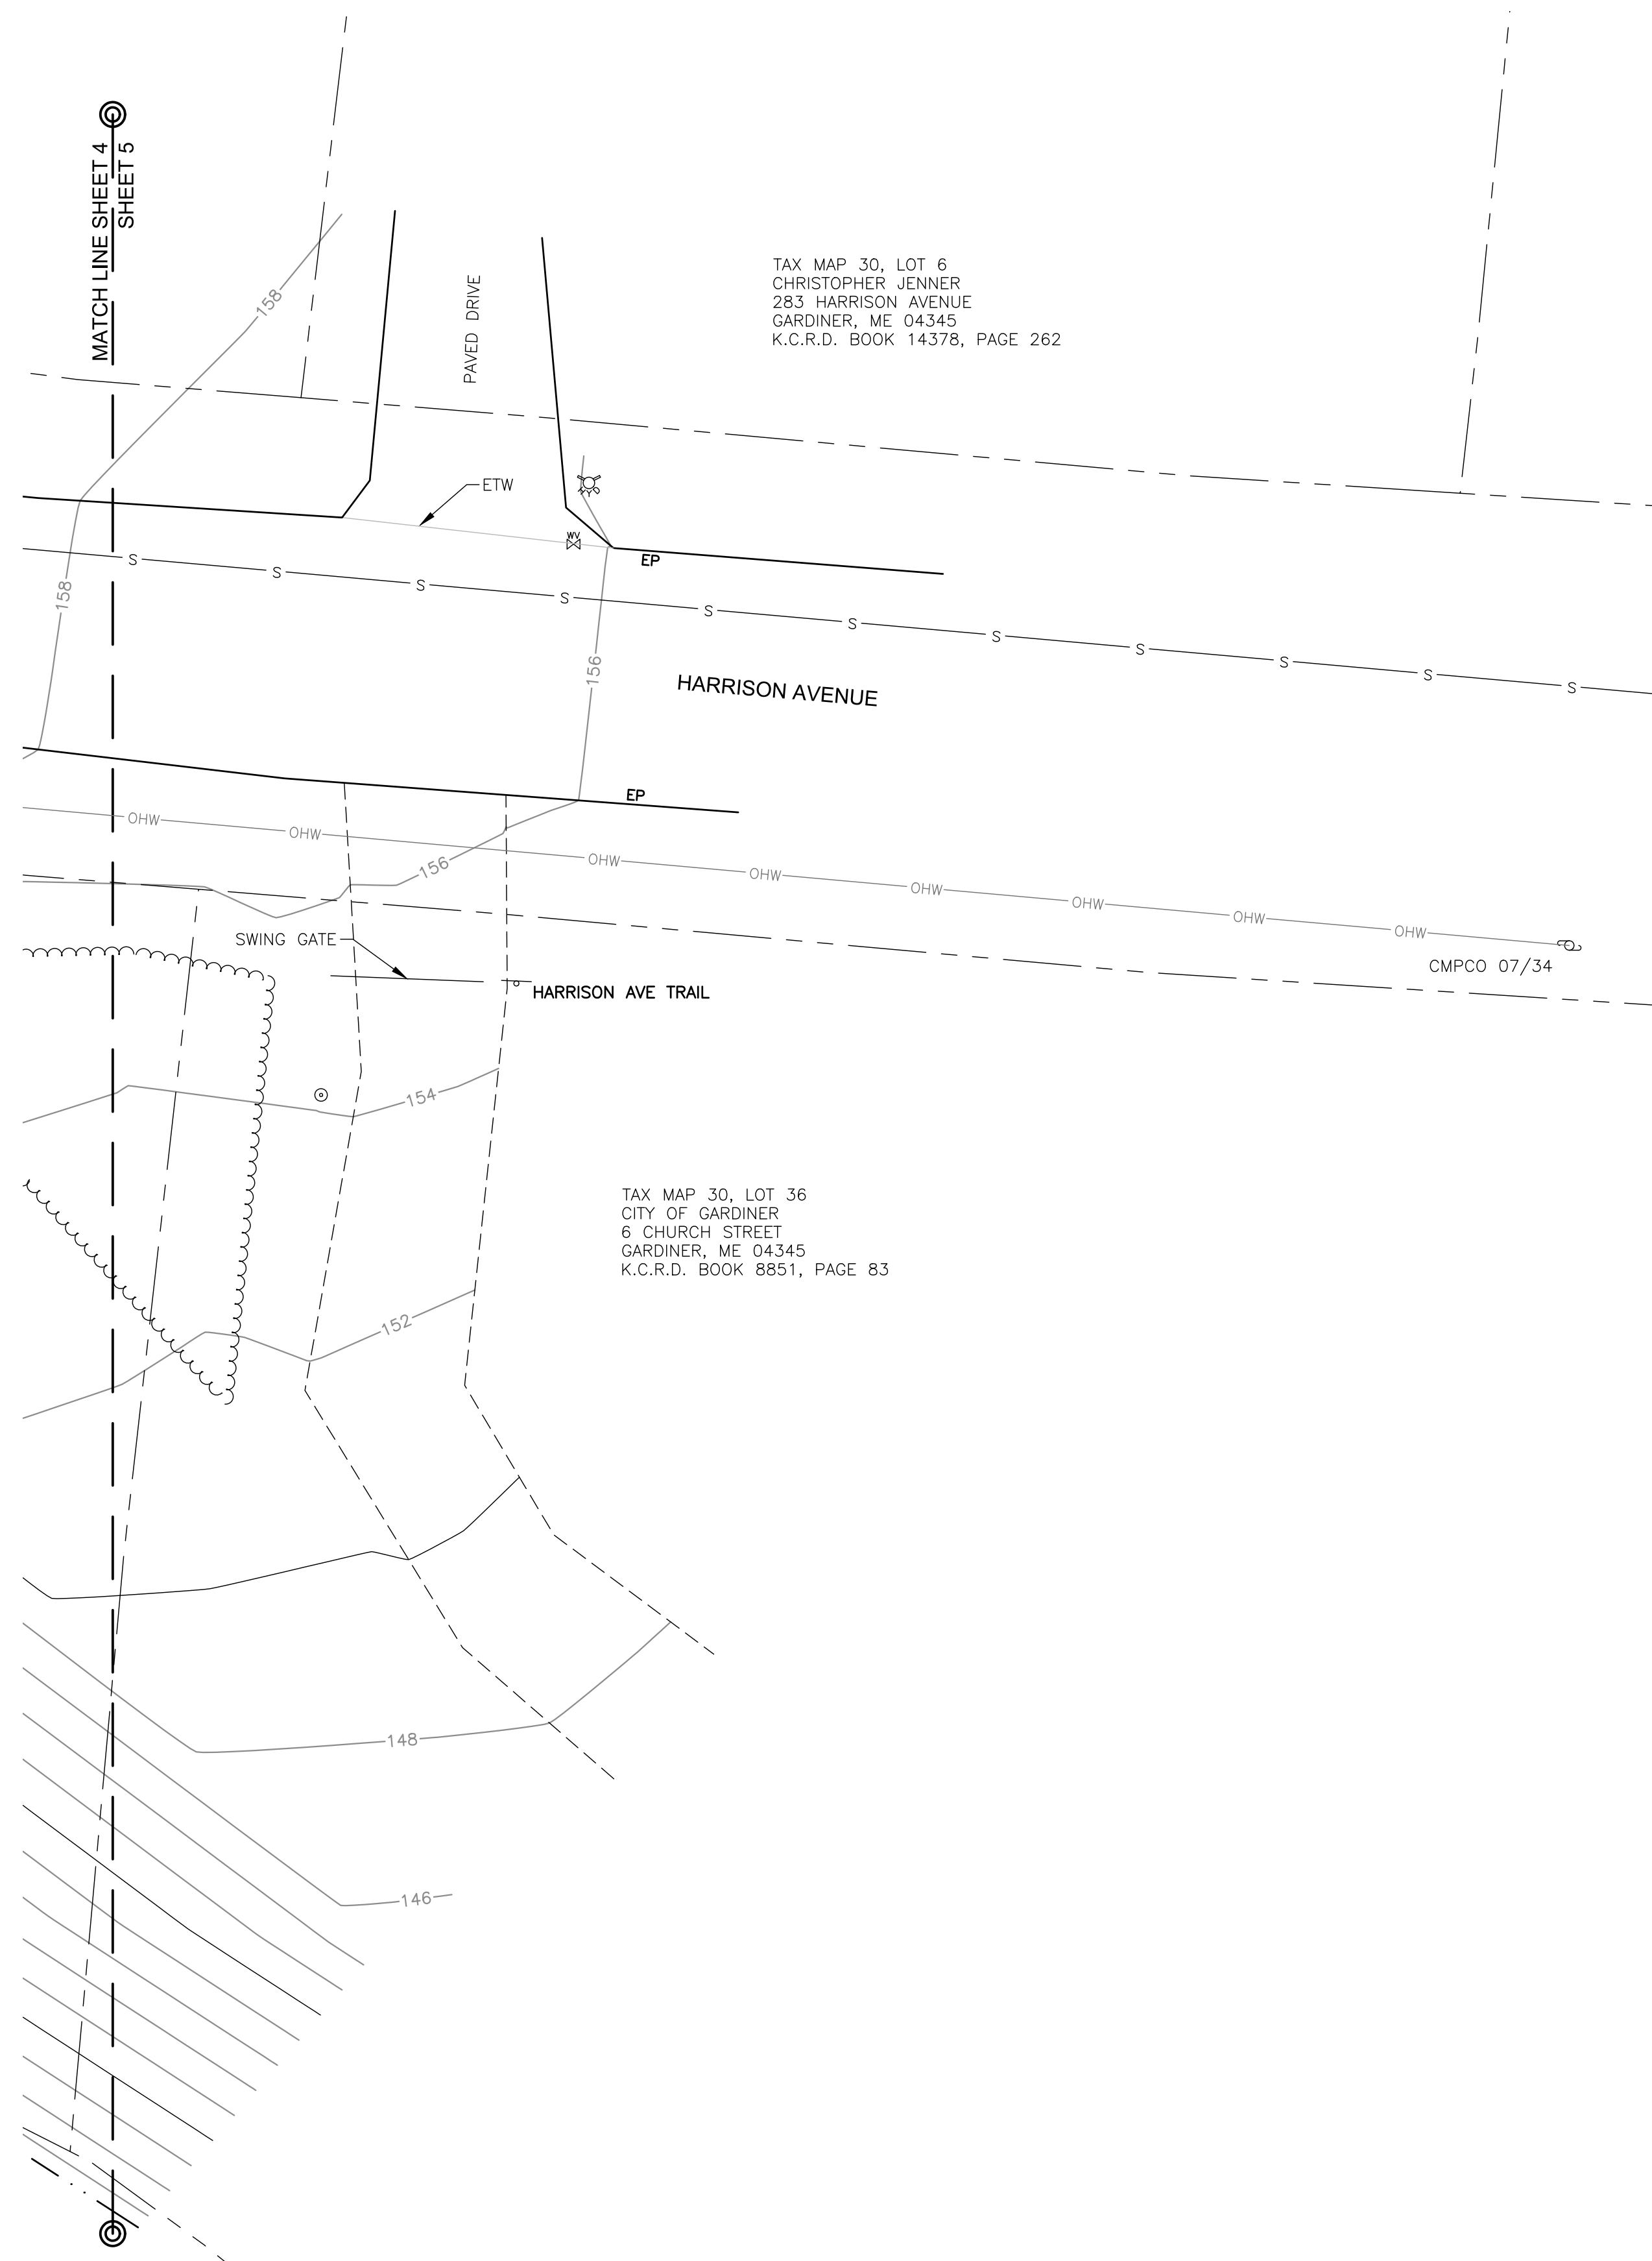 MATCH LINE SHEET 4
SHEET 5
158
PAVED DRIVE
TAX MAP 30, LOT 6
CHRISTOPHER JENNER
283 HARRISON AVENUE
GARDINER, ME 04345
K.C.R.D. BOOK 14378, PAGE 262
ETW
WV
EP
S S S S S S S S S S S
158
156
HARRISON AVENUE
EP
OHW OHW OHW OHW OHW OHW OHW OHW
156
SWING GATE
CMPCO 07/34
HARRISON AVE TRAIL
154
TAX MAP 30, LOT 36
CITY OF GARDINER
6 CHURCH STREET
GARDINER, ME 04345
K.C.R.D. BOOK 8851, PAGE 83
152
148
146